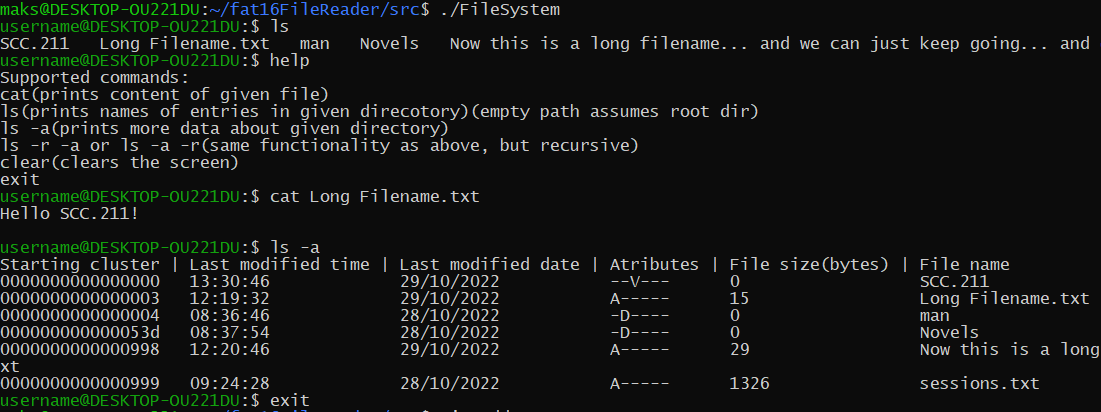 maks@DESKTOP-OU221DU:~/fat16FileReader/src$ ./FileSystem
username@DESKTOP-OU221DU:$ ls
SCC.211   Long Filename.txt   man   Novels   Now this is a long filename... and we can just keep going... and
username@DESKTOP-OU221DU:$ help
Supported commands:
cat(prints content of given file)
ls(prints names of entries in given direcotory)(empty path assumes root dir)
ls -a(prints more data about given directory)
ls -r -a or ls -a -r(same functionality as above, but recursive)
clear(clears the screen)
exit
username@DESKTOP-OU221DU:$ cat Long Filename.txt
Hello SCC.211!
username@DESKTOP-OU221DU:$ ls -a
Starting cluster | Last modified time | Last modified date | Atributes | File size(bytes) | File name
0000000000000000   13:30:46             29/10/2022           --V---      0                  SCC.211
0000000000000003   12:19:32             29/10/2022           A-----      15                 Long Filename.txt
0000000000000004   08:36:46             28/10/2022           -D----      0                  man
000000000000053d   08:37:54             28/10/2022           -D----      0                  Novels
0000000000000998   12:20:46             29/10/2022           A-----      29                 Now this is a long
xt
0000000000000999   09:24:28             28/10/2022           A-----      1326               sessions.txt
username@DESKTOP-OU221DU:$ exit